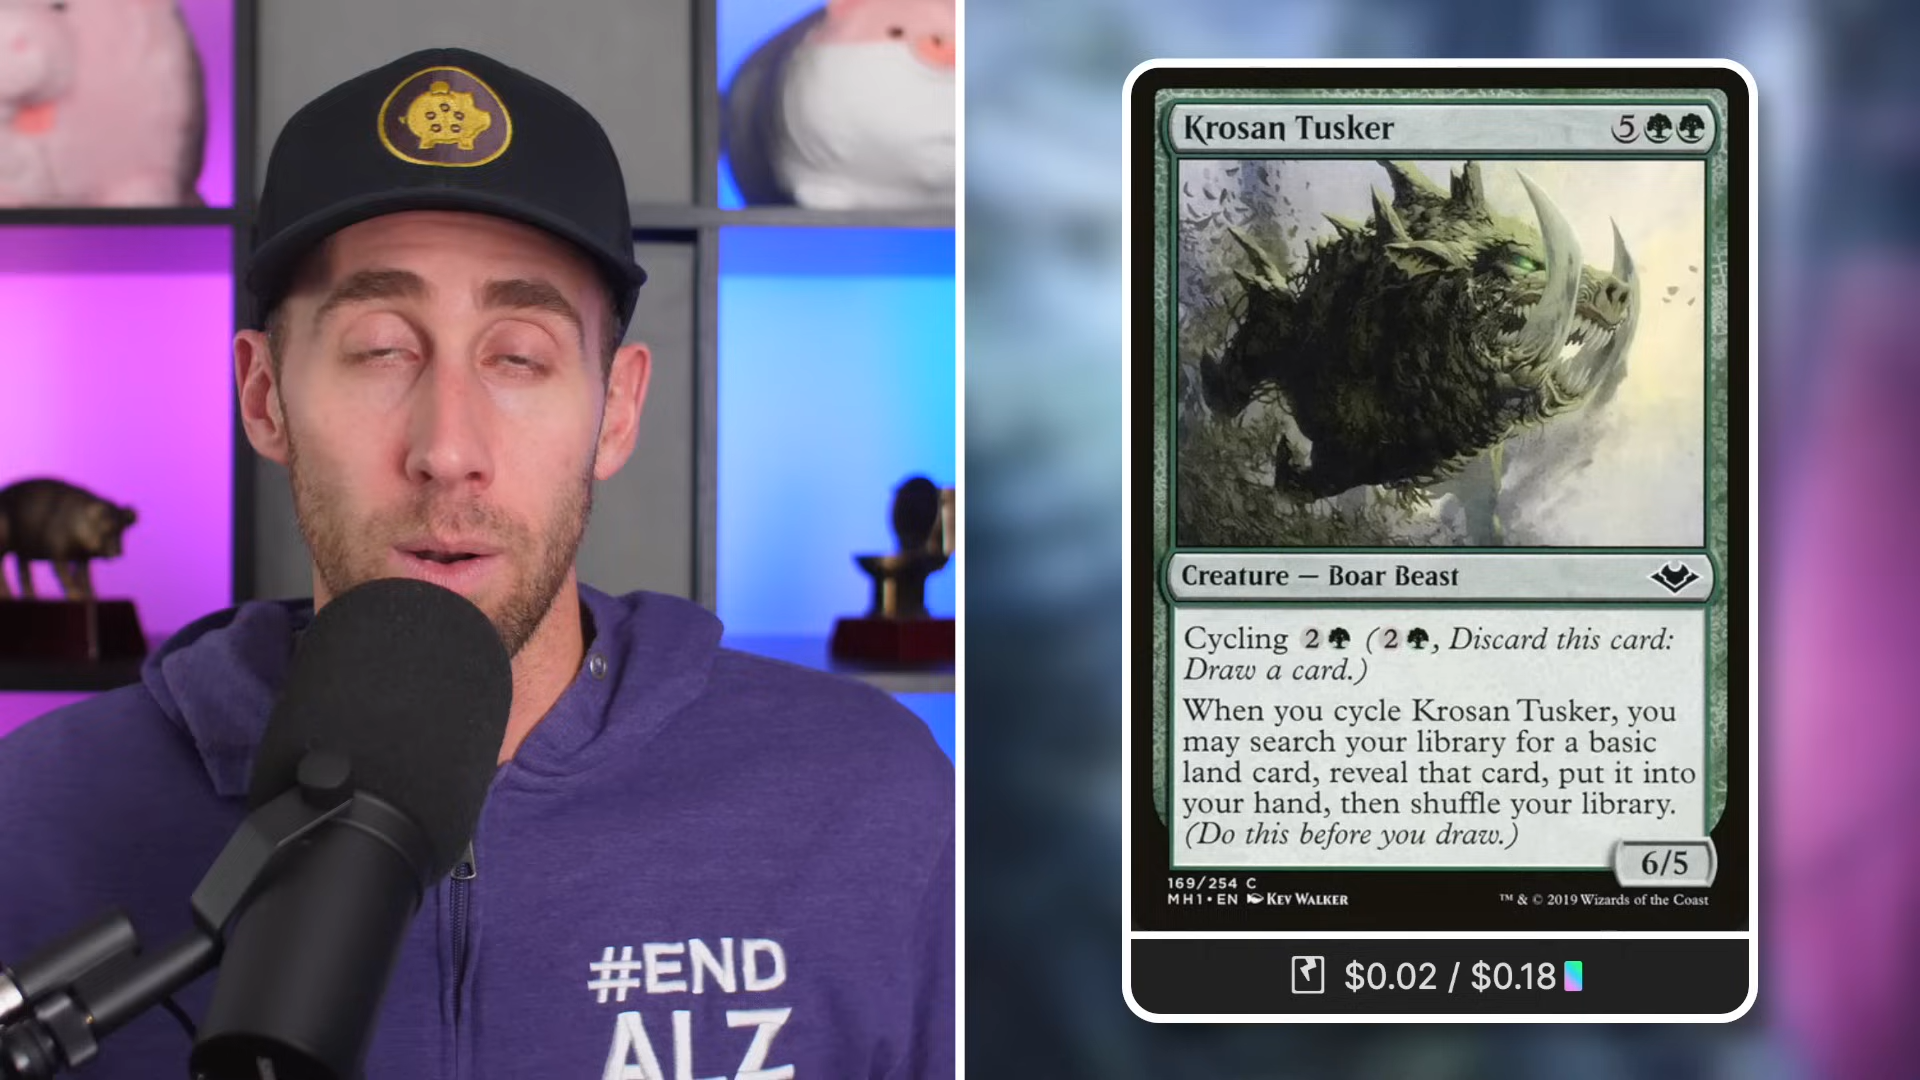 #END
ALZ
Krosan Tusker 5
Creature — Boar Beast
Cycling 2 (2, Discard this card:
Draw a card.)
When you cycle Krosan Tusker, you
may search your library for a basic
land card, reveal that card, put it into
your hand, then shuffle your library.
(Do this before you draw.)
6/5
169/254 C
MH1•EN KEV WALKER
™ & © 2019 Wizards of the Coast
$0.02 / $0.18